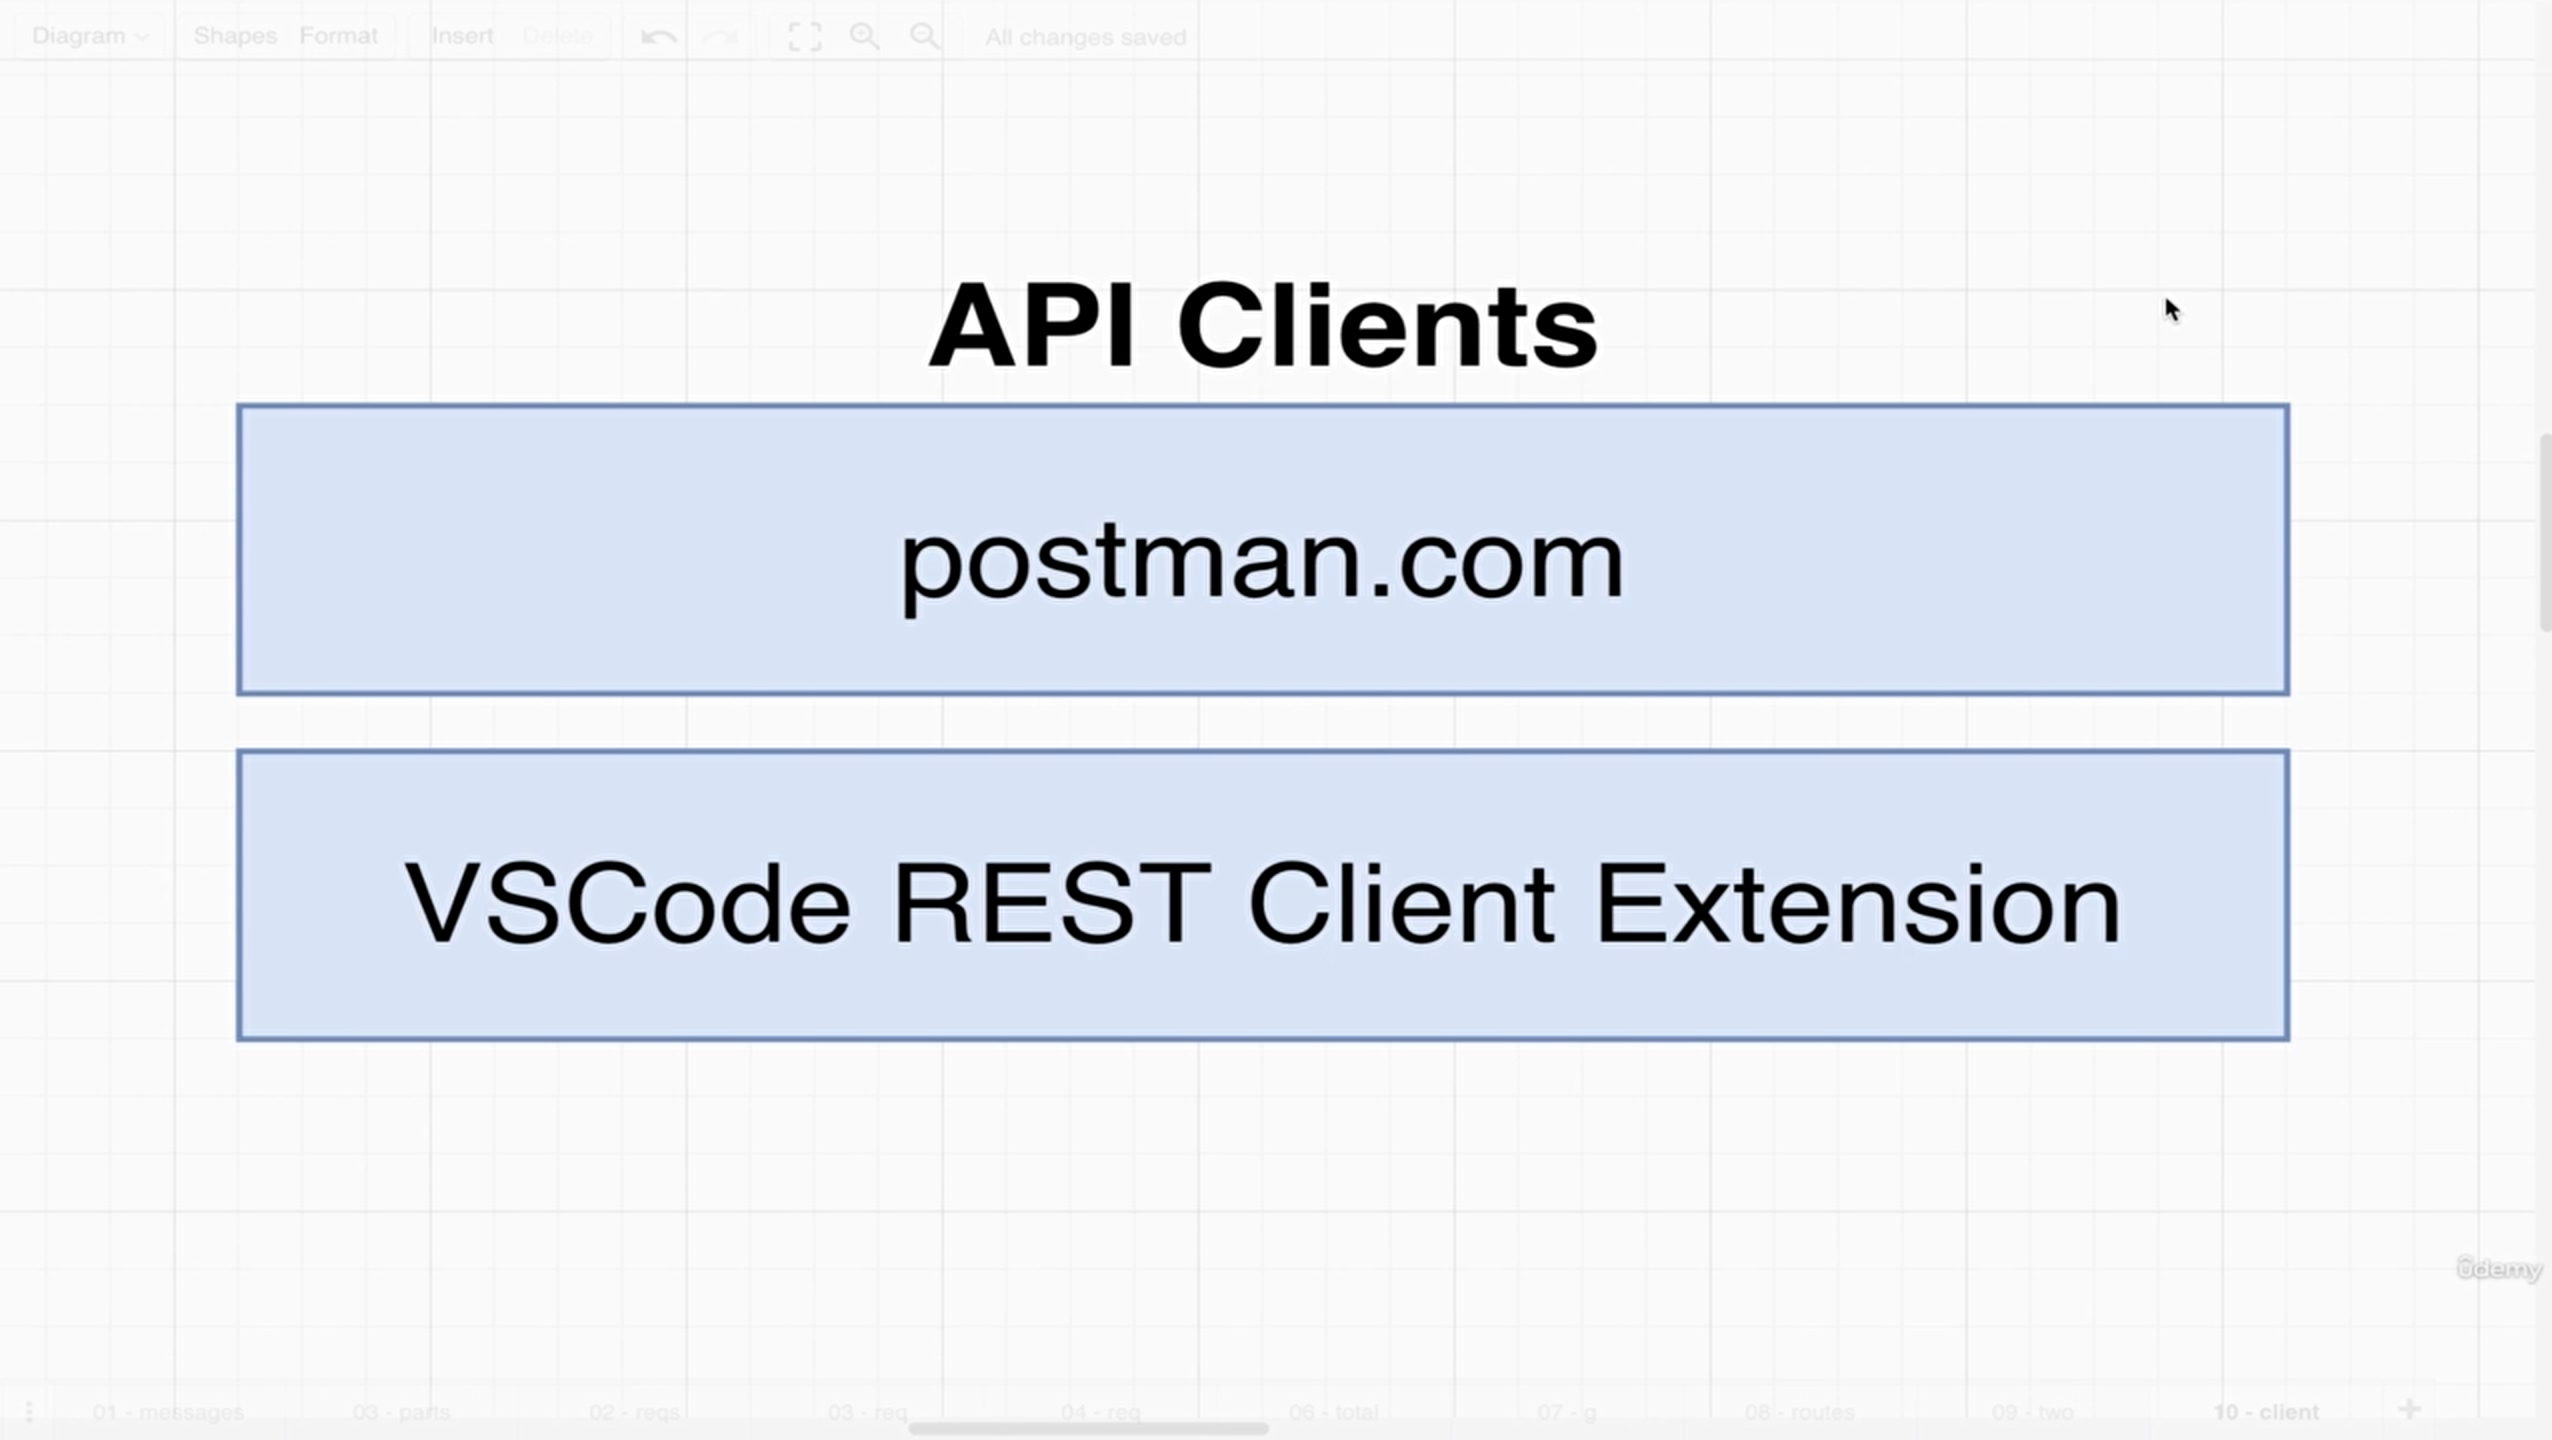 Diagram Shapes Format Insert Delete All changes saved
API Clients
postman.com
VSCode REST Client Extension
ûdemy
01 - messages 03 - parts 02 - reqs 03 - req 04 - req 06 - total 07 - g 08 - routes 09 - two 10 - client